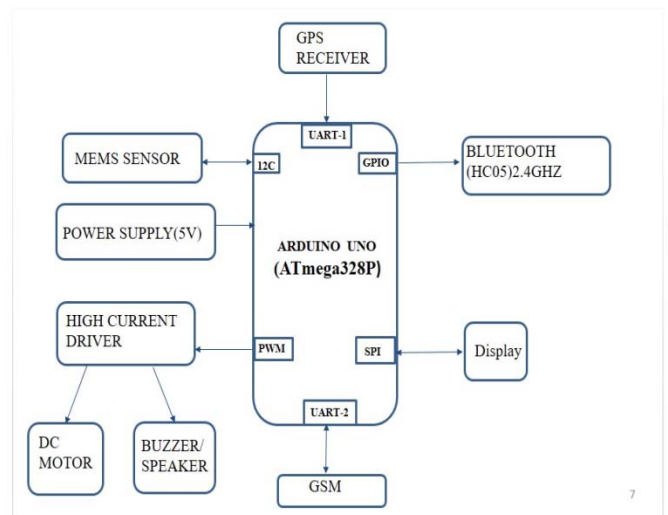 GPS
RECEIVER
UART-1
MEMS SENSOR
12C
GPIO
BLUETOOTH
(HC05)2.4GHZ
POWER SUPPLY(5V)
ARDUINO UNO
(ATmega328P)
HIGH CURRENT
DRIVER
PWM
SPI
Display
UART-2
DC
MOTOR
BUZZER/
SPEAKER
GSM
7